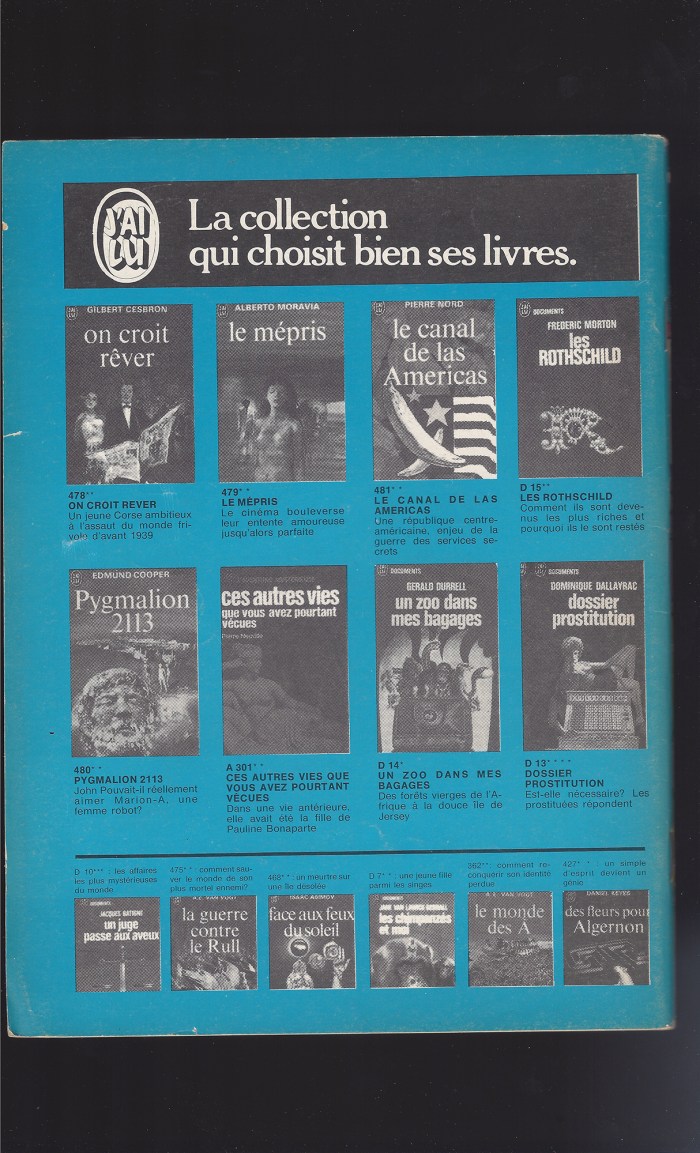 J'AI
LU
La collection
qui choisit bien ses livres.
GILBERT CESBRON
on croit
rêver
ALBERTO MORAVIA
le mépris
PIERRE NORD
le canal
de las
Americas
DOCUMENTS
FREDERIC MORTON
les
ROTHSCHILD
478**
ON CROIT REVER
Un jeune Corse ambitieux
à l'assaut du monde fri-
vole d'avant 1939
479**
LE MÉPRIS
Le cinéma bouleverse
leur entente amoureuse
jusqu'alors parfaite
481**
LE CANAL DE LAS
AMERICAS
Une république centre-
américaine, enjeu de la
guerre des services se-
crets
D 15**
LES ROTHSCHILD
Comment ils sont deve-
nus les plus riches et
pourquoi ils le sont restés
EDMUND COOPER
Pygmalion
2113
ces autres vies
que vous avez pourtant
vécues
DOCUMENTS
GERALD DURRELL
un zoo dans
mes bagages
DOCUMENTS
DOMINIQUE DALLAYRAC
dossier
prostitution
480**
PYGMALION 2113
John Pouvait-il réellement
aimer Marion-A, une
femme robot?
A 301**
CES AUTRES VIES QUE
VOUS AVEZ POURTANT
VÉCUES
Dans une vie antérieure,
elle avait été la fille de
Pauline Bonaparte
D 14*
UN ZOO DANS MES
BAGAGES
Des forêts vierges de l'A-
frique à la douce île de
Jersey
D 13****
DOSSIER
PROSTITUTION
Est-elle nécessaire? Les
prostituées répondent
D 10*** : les affaires
les plus mystérieuses
du monde
475** : comment sau-
ver le monde de son
plus mortel ennemi?
468** : un meurtre sur
une île désolée
D 7** : une jeune fille
parmi les singes
362** : comment re-
conquérir son identité
perdue
427** : un simple
d'esprit devient un
génie
DOCUMENTS
JACQUES BATIGNE
un juge
passe aux aveux
A.E. VAN VOGT
la guerre
contre
le Rull
ISAAC ASIMOV
face aux feux
du soleil
JANE VAN LAWICK-GOODALL
les chimpanzés
et moi
A.E. VAN VOGT
le monde
des Ā
DANIEL KEYES
des fleurs pour
Algernon